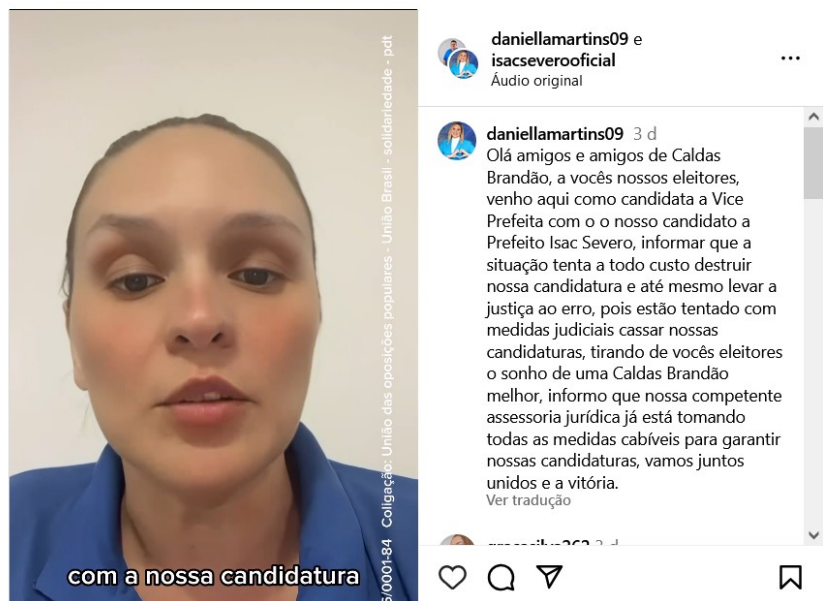 5/0001-84 Coligação: União das oposições populares - União Brasil - solidariedade - pdt
com a nossa candidatura
daniellamartins09 e
isacseverooficial
Áudio original
daniellamartins09 3 d
Olá amigos e amigos de Caldas
Brandão, a vocês nossos eleitores,
venho aqui como candidata a Vice
Prefeita com o o nosso candidato a
Prefeito Isac Severo, informar que a
situação tenta a todo custo destruir
nossa candidatura e até mesmo levar a
justiça ao erro, pois estão tentado com
medidas judiciais cassar nossas
candidaturas, tirando de vocês eleitores
o sonho de uma Caldas Brandão
melhor, informo que nossa competente
assessoria jurídica já está tomando
todas as medidas cabíveis para garantir
nossas candidaturas, vamos juntos
unidos e a vitória.
Ver tradução